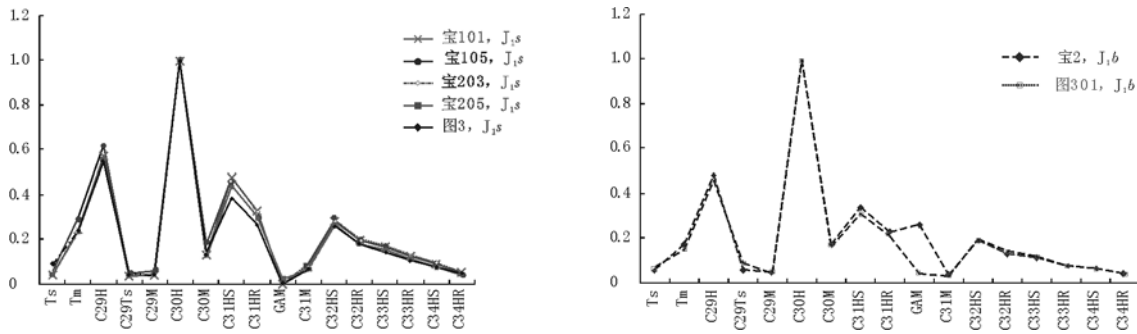 1.2
1.0
0.8
0.6
0.4
0.2
0
宝101, J₁s
宝105, J₁s
宝203, J₁s
宝205, J₁s
图3, J₁s
Ts
Tm
C29H
C29Ts
C29M
C30H
C30M
C31HS
C31HR
GAM
C31M
C32HS
C32HR
C33HS
C33HR
C34HS
C34HR
1.2
1.0
0.8
0.6
0.4
0.2
0
宝2, J₁b
图301, J₁b
Ts
Tm
C29H
C29Ts
C29M
C30H
C30M
C31HS
C31HR
GAM
C31M
C32HS
C32HR
C33HS
C33HR
C34HS
C34HR